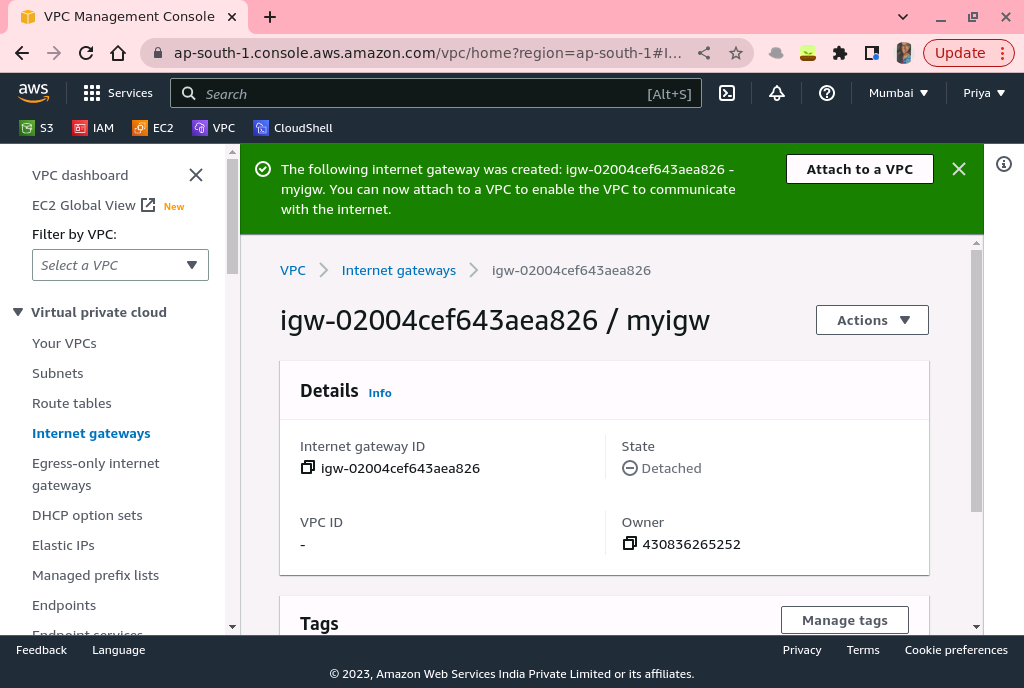 VPC Management Console
ap-south-1.console.aws.amazon.com/vpc/home?region=ap-south-1#I...
Update
aws
Services
Search
[Alt+S]
Mumbai
Priya
S3
IAM
EC2
VPC
CloudShell
VPC dashboard
EC2 Global View
New
Filter by VPC:
Select a VPC
Virtual private cloud
Your VPCs
Subnets
Route tables
Internet gateways
Egress-only internet
gateways
DHCP option sets
Elastic IPs
Managed prefix lists
Endpoints
Endpoint services
The following internet gateway was created: igw-02004cef643aea826 -
myigw. You can now attach to a VPC to enable the VPC to communicate
with the internet.
Attach to a VPC
VPC
Internet gateways
igw-02004cef643aea826
igw-02004cef643aea826 / myigw
Actions
Details
Info
Internet gateway ID
igw-02004cef643aea826
State
Detached
VPC ID
-
Owner
430836265252
Tags
Manage tags
Feedback
Language
Privacy
Terms
Cookie preferences
© 2023, Amazon Web Services India Private Limited or its affiliates.